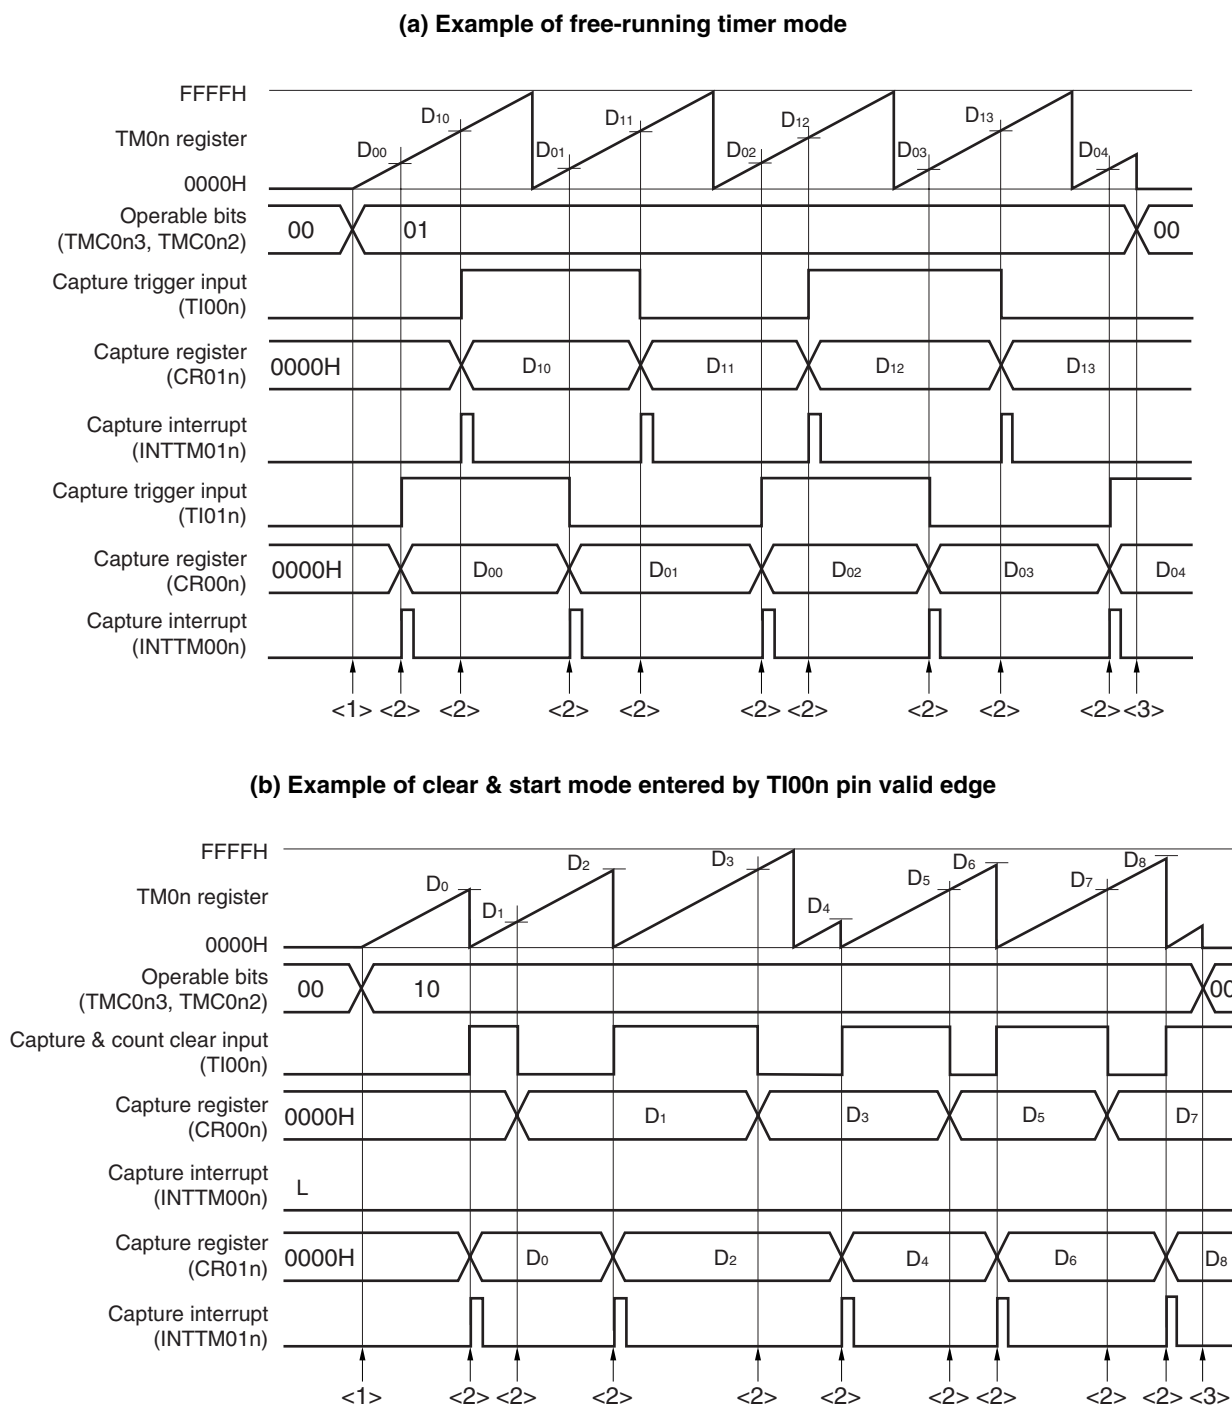 (a) Example of free-running timer mode
FFFFH
TM0n register
0000H
D00
D10
D01
D11
D02
D12
D03
D13
D04
Operable bits
(TMC0n3, TMC0n2)
00
01
00
Capture trigger input
(TI00n)
Capture register
(CR01n)
0000H
D10
D11
D12
D13
Capture interrupt
(INTTM01n)
Capture trigger input
(TI01n)
Capture register
(CR00n)
0000H
D00
D01
D02
D03
D04
Capture interrupt
(INTTM00n)
<1> <2> <2> <2> <2> <2> <2> <2> <2> <2> <3>
(b) Example of clear & start mode entered by TI00n pin valid edge
FFFFH
TM0n register
0000H
D0
D1
D2
D3
D4
D5
D6
D7
D8
Operable bits
(TMC0n3, TMC0n2)
00
10
00
Capture & count clear input
(TI00n)
Capture register
(CR00n)
0000H
D1
D3
D5
D7
Capture interrupt
(INTTM00n)
L
Capture register
(CR01n)
0000H
D0
D2
D4
D6
D8
Capture interrupt
(INTTM01n)
<1> <2> <2> <2> <2> <2> <2> <2> <2> <2> <3>